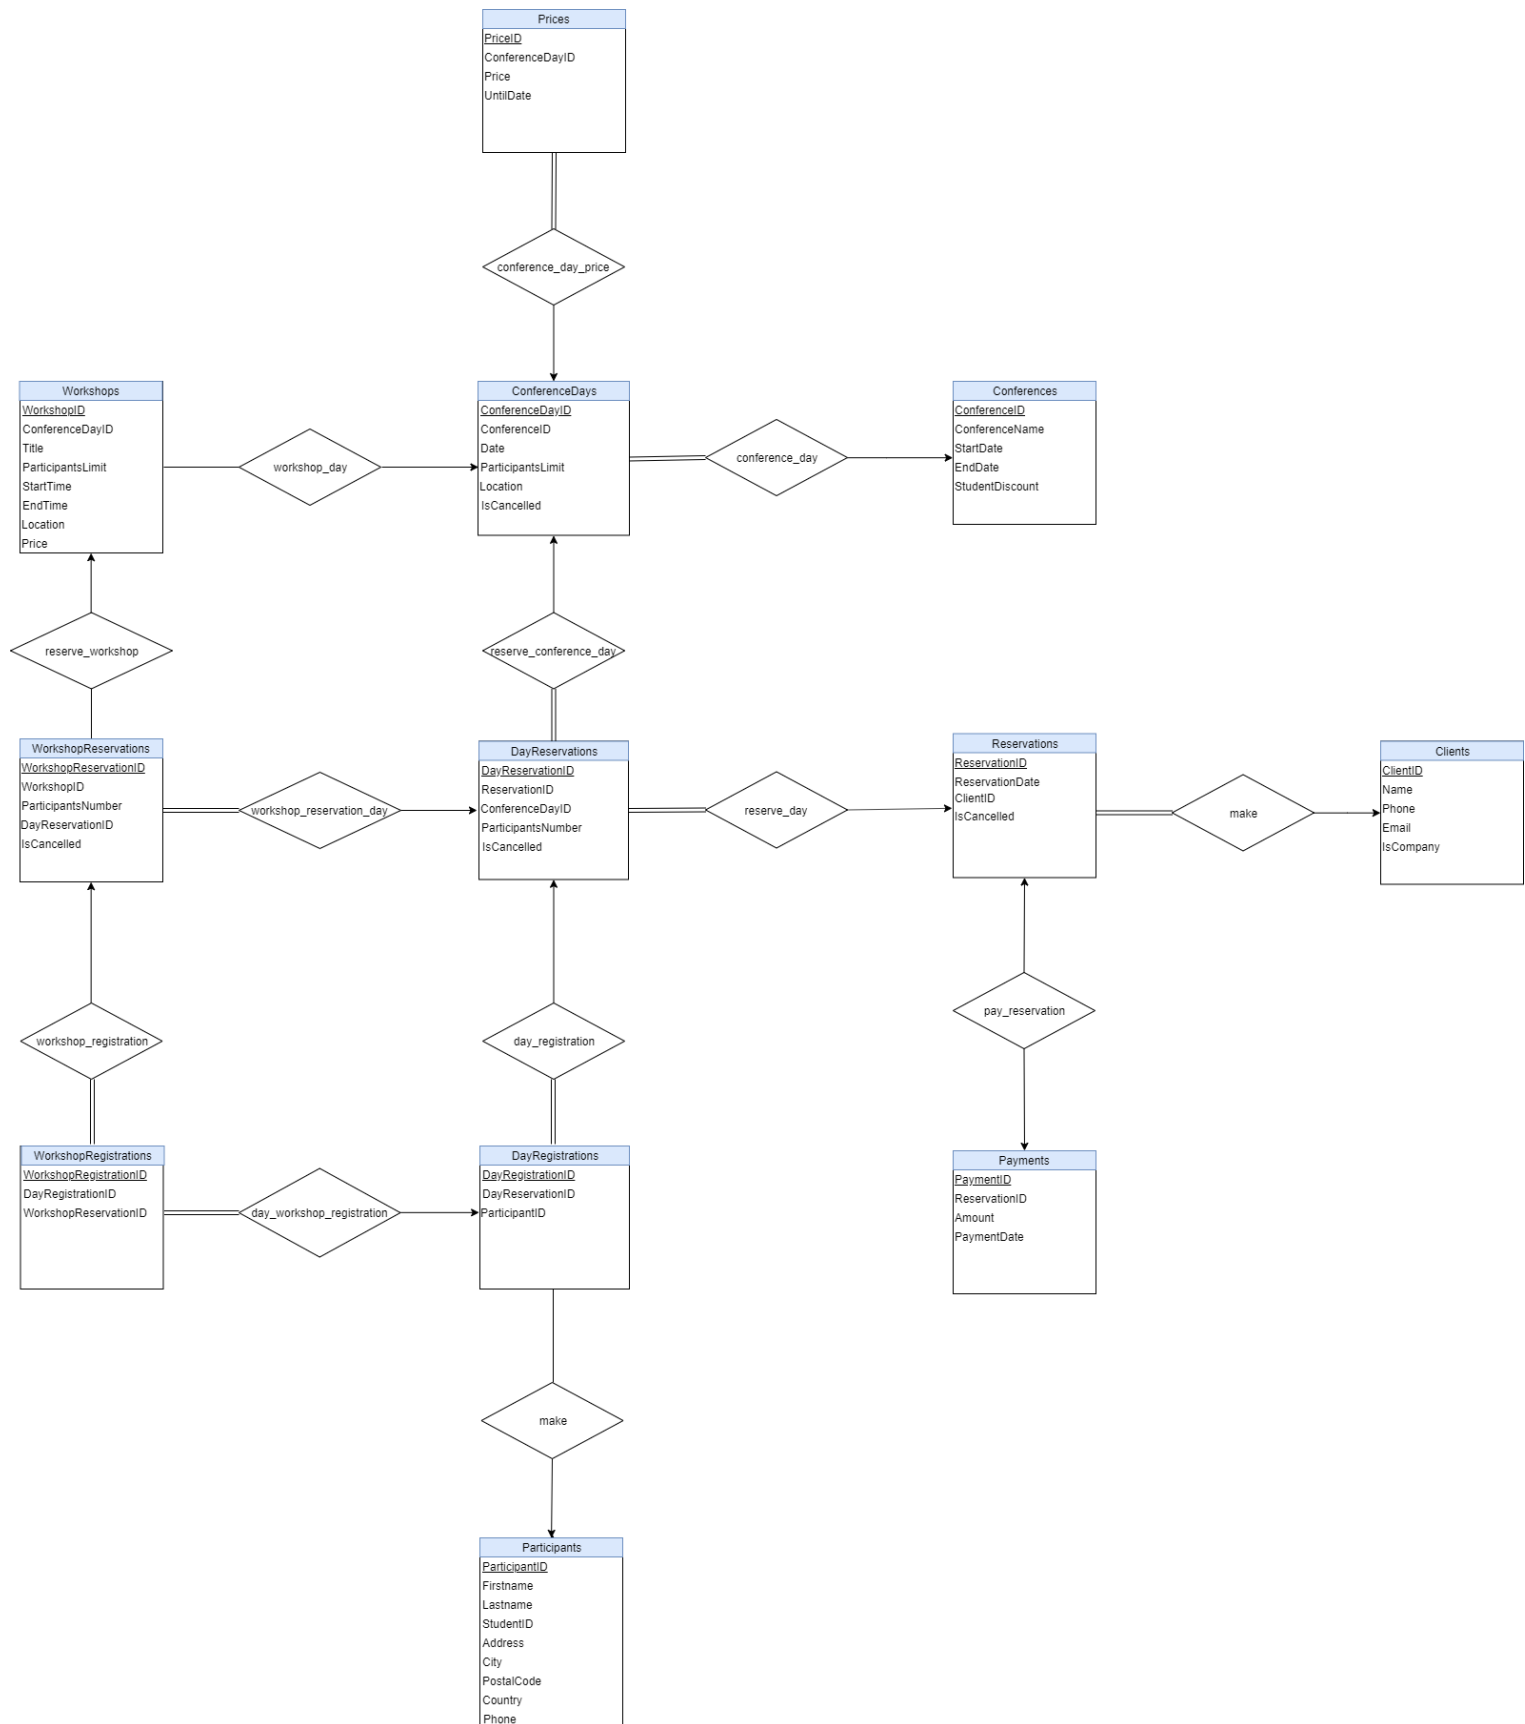 Prices
PriceID
ConferenceDayID
Price
UntilDate
conference_day_price
Workshops
WorkshopID
ConferenceDayID
Title
ParticipantsLimit
StartTime
EndTime
Location
Price
workshop_day
ConferenceDays
ConferenceDayID
ConferenceID
Date
ParticipantsLimit
Location
IsCancelled
conference_day
Conferences
ConferenceID
ConferenceName
StartDate
EndDate
StudentDiscount
reserve_workshop
reserve_conference_day
WorkshopReservations
WorkshopReservationID
WorkshopID
ParticipantsNumber
DayReservationID
IsCancelled
workshop_reservation_day
DayReservations
DayReservationID
ReservationID
ConferenceDayID
ParticipantsNumber
IsCancelled
reserve_day
Reservations
ReservationID
ReservationDate
ClientID
IsCancelled
make
Clients
ClientID
Name
Phone
Email
IsCompany
workshop_registration
day_registration
pay_reservation
WorkshopRegistrations
WorkshopRegistrationID
DayRegistrationID
WorkshopReservationID
day_workshop_registration
DayRegistrations
DayRegistrationID
DayReservationID
ParticipantID
Payments
PaymentID
ReservationID
Amount
PaymentDate
make
Participants
ParticipantID
Firstname
Lastname
StudentID
Address
City
PostalCode
Country
Phone